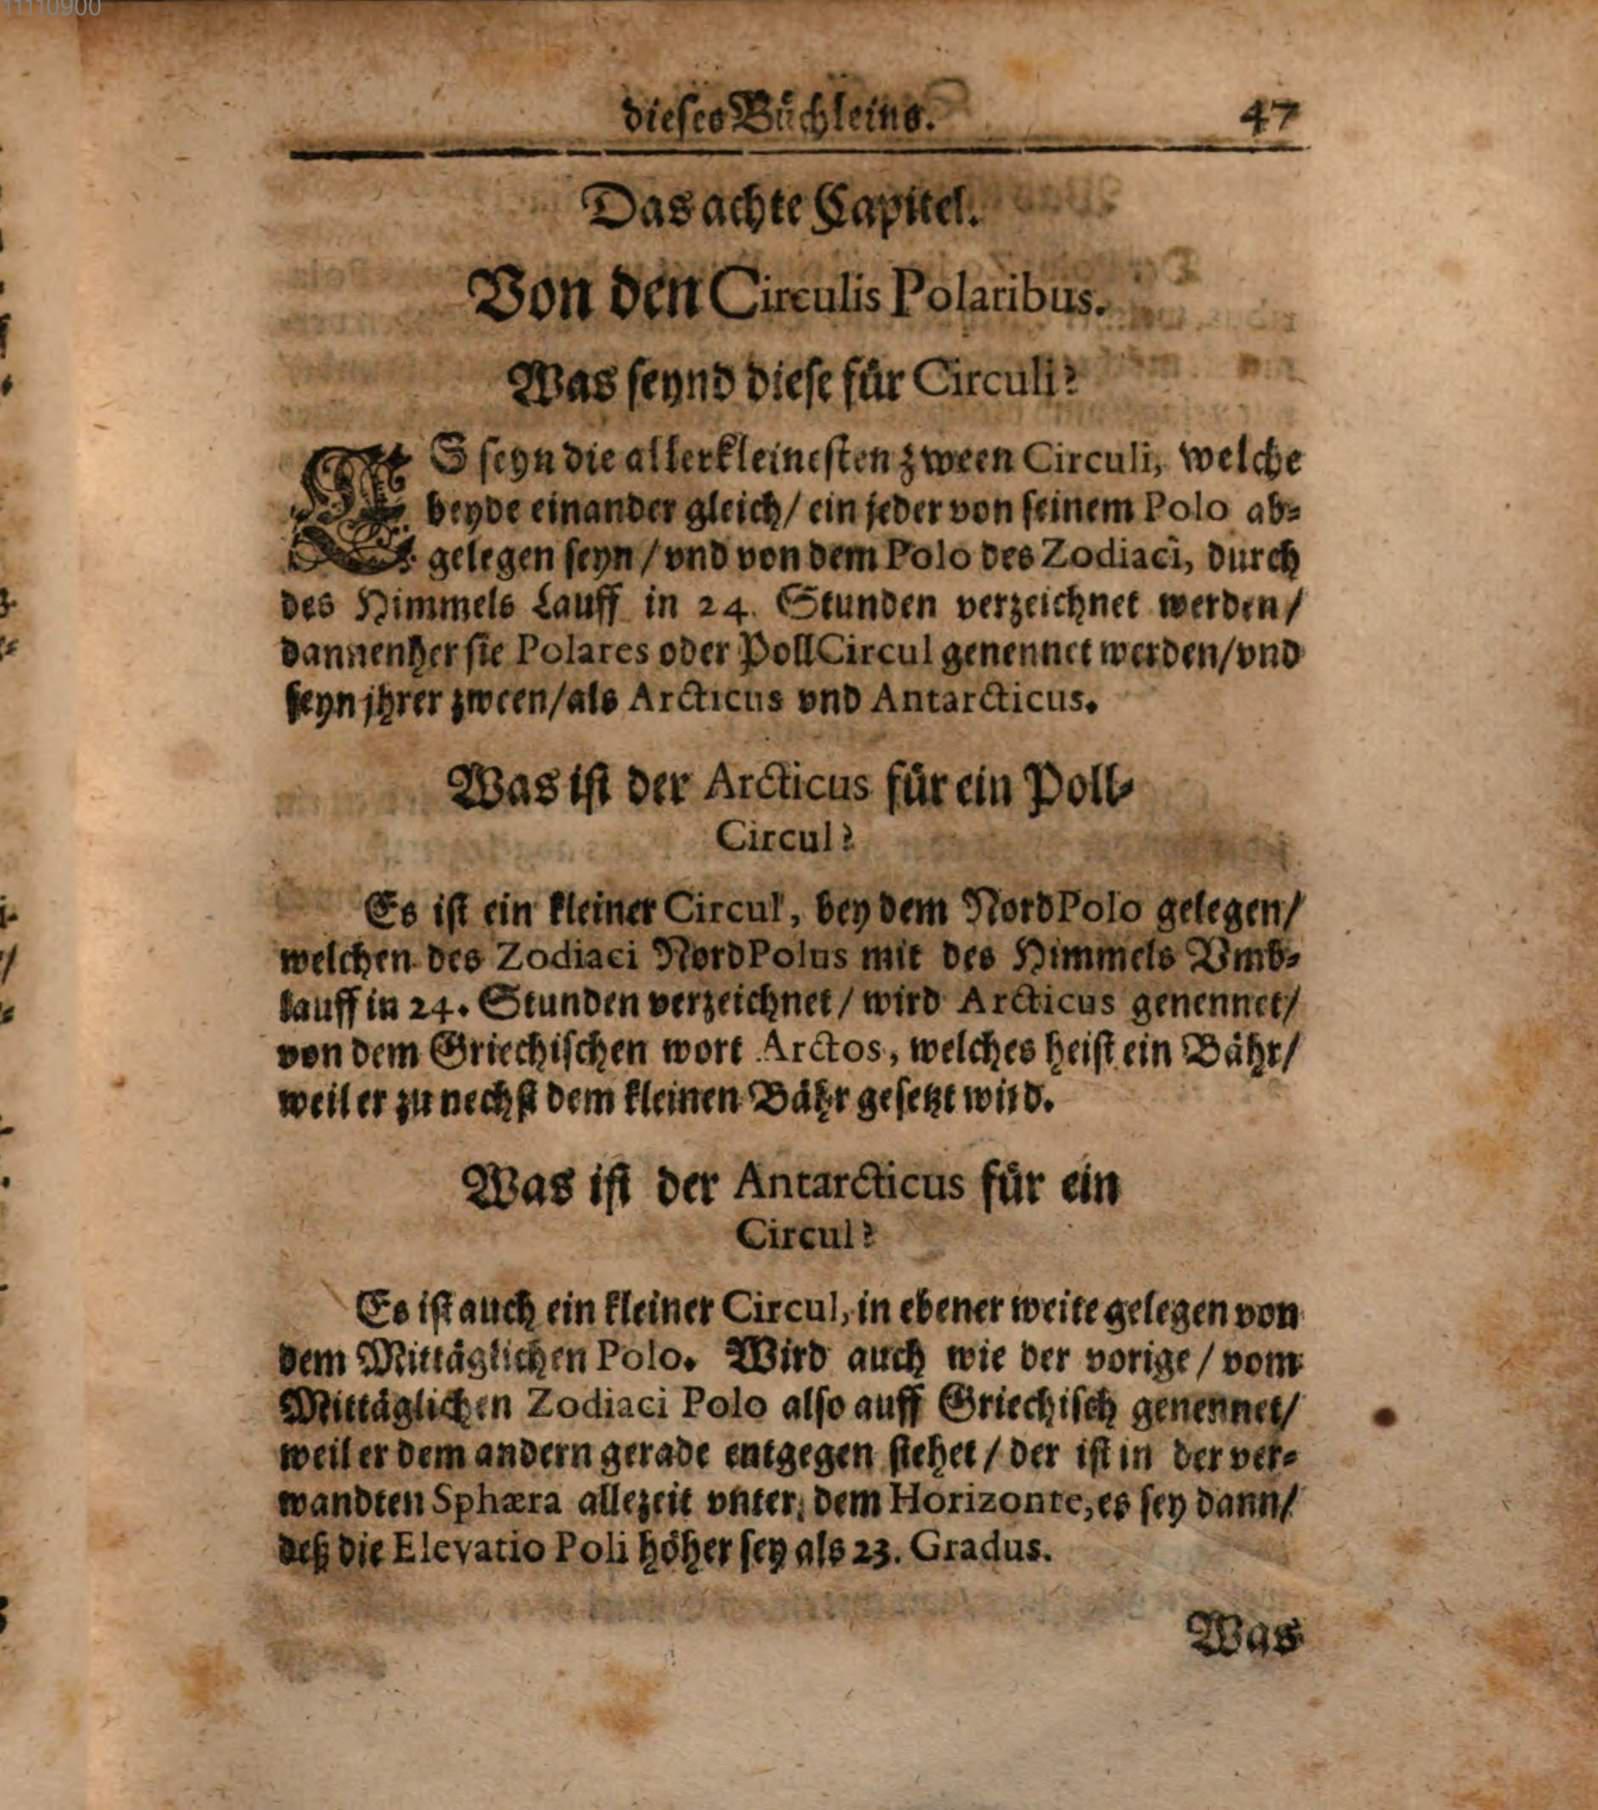 11110900
dieses Büchleins. 47
Das achte Capitel.
Von den Circulis Polaribus.
Was seynd diese für Circuli?
ES seyn die allerkleinesten zween Circuli, welche
beyde einander gleich/ ein jeder von seinem Polo ab-
gelegen seyn/ vnd von dem Polo des Zodiaci, durch
des Himmels Lauff in 24. Stunden verzeichnet werden/
dannenher sie Polares oder PollCircul genennet werden/ vnd
seyn jhrer zween/ als Arcticus vnd Antarcticus.
Was ist der Arcticus für ein Poll-
Circul?
Es ist ein kleiner Circul, bey dem NordPolo gelegen/
welchen des Zodiaci NordPolus mit des Himmels Vmb-
lauff in 24. Stunden verzeichnet/ wird Arcticus genennet/
von dem Griechischen wort Arctos, welches heist ein Bähr/
weil er zu nechst dem kleinen Bähr gesetzt wird.
Was ist der Antarcticus für ein
Circul?
Es ist auch ein kleiner Circul, in ebener weite gelegen von
dem Mittäglichen Polo. Wird auch wie der vorige/ vom
Mittäglichen Zodiaci Polo also auff Griechisch genennet/
weil er dem andern gerade entgegen stehet/ der ist in der ver-
wandten Sphæra allezeit vnter dem Horizonte, es sey dann/
deß die Elevatio Poli höher sey als 23. Gradus.
Was